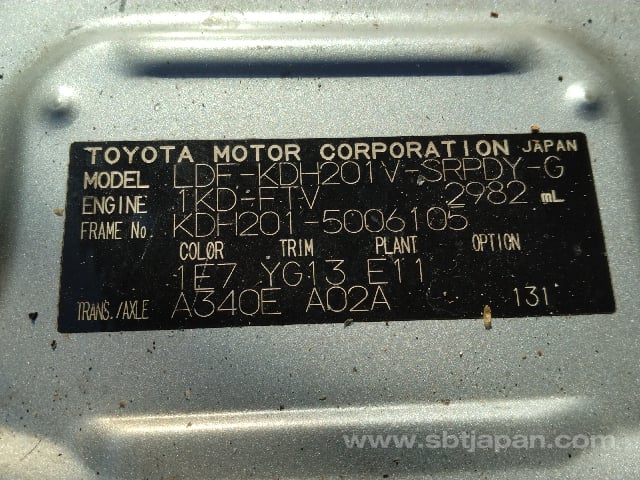 TOYOTA MOTOR CORPORATION JAPAN
MODEL LDF-KDH201V-SRPDY-G
ENGINE 1KD-FTV 2982 mL
FRAME No. KDH201-5006105
COLOR TRIM PLANT OPTION
1E7 YG13 E11
TRANS./AXLE A340E A02A 131
www.sbtjapan.com